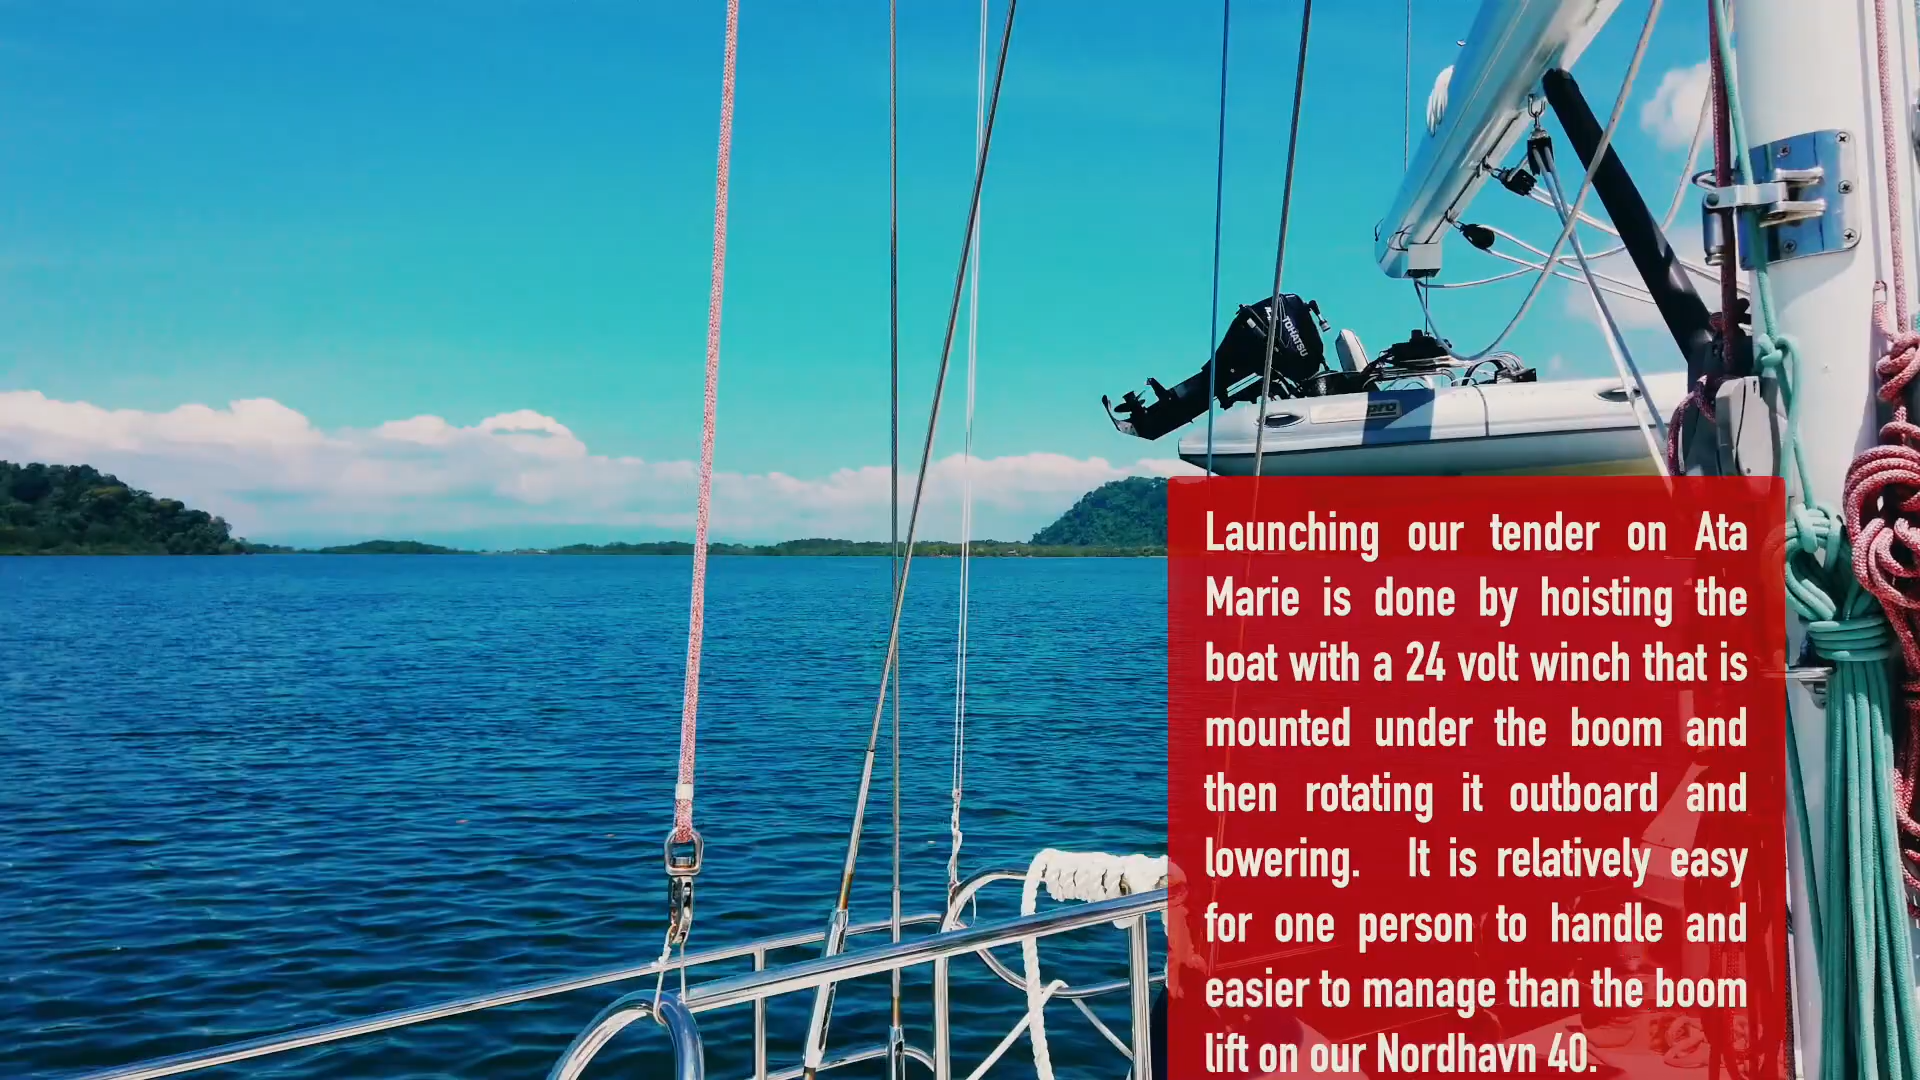 TOHATSU
pro
Launching our tender on Ata
Marie is done by hoisting the
boat with a 24 volt winch that is
mounted under the boom and
then rotating it outboard and
lowering. It is relatively easy
for one person to handle and
easier to manage than the boom
lift on our Nordhavn 40.